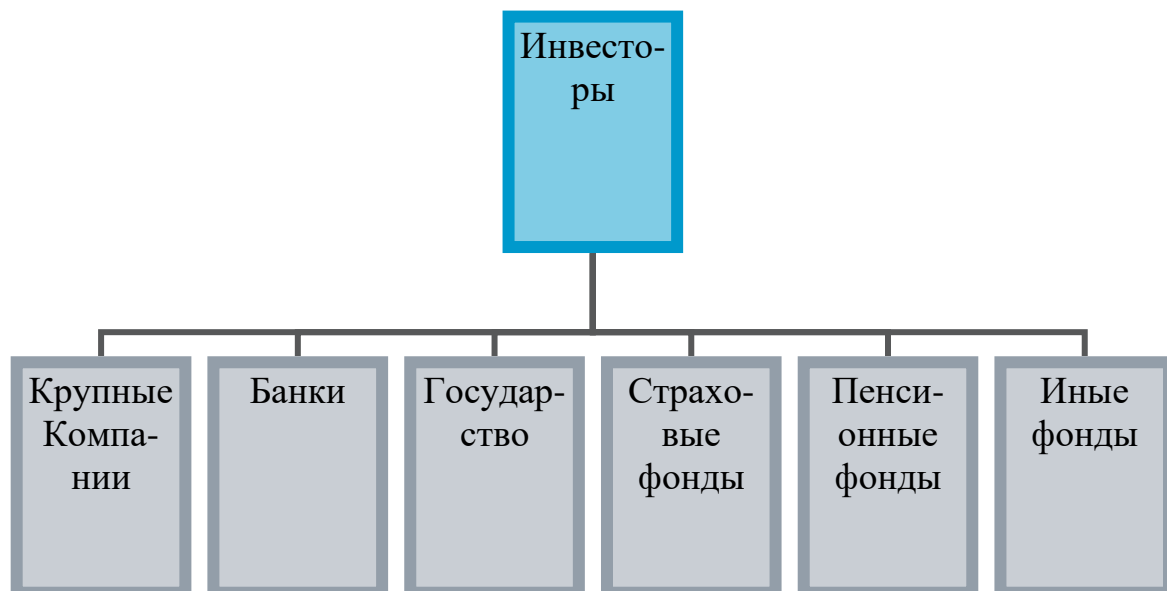 Инвесто-
ры
Крупные
Компа-
нии
Банки
Государ-
ство
Страхо-
вые
фонды
Пенси-
онные
фонды
Иные
фонды